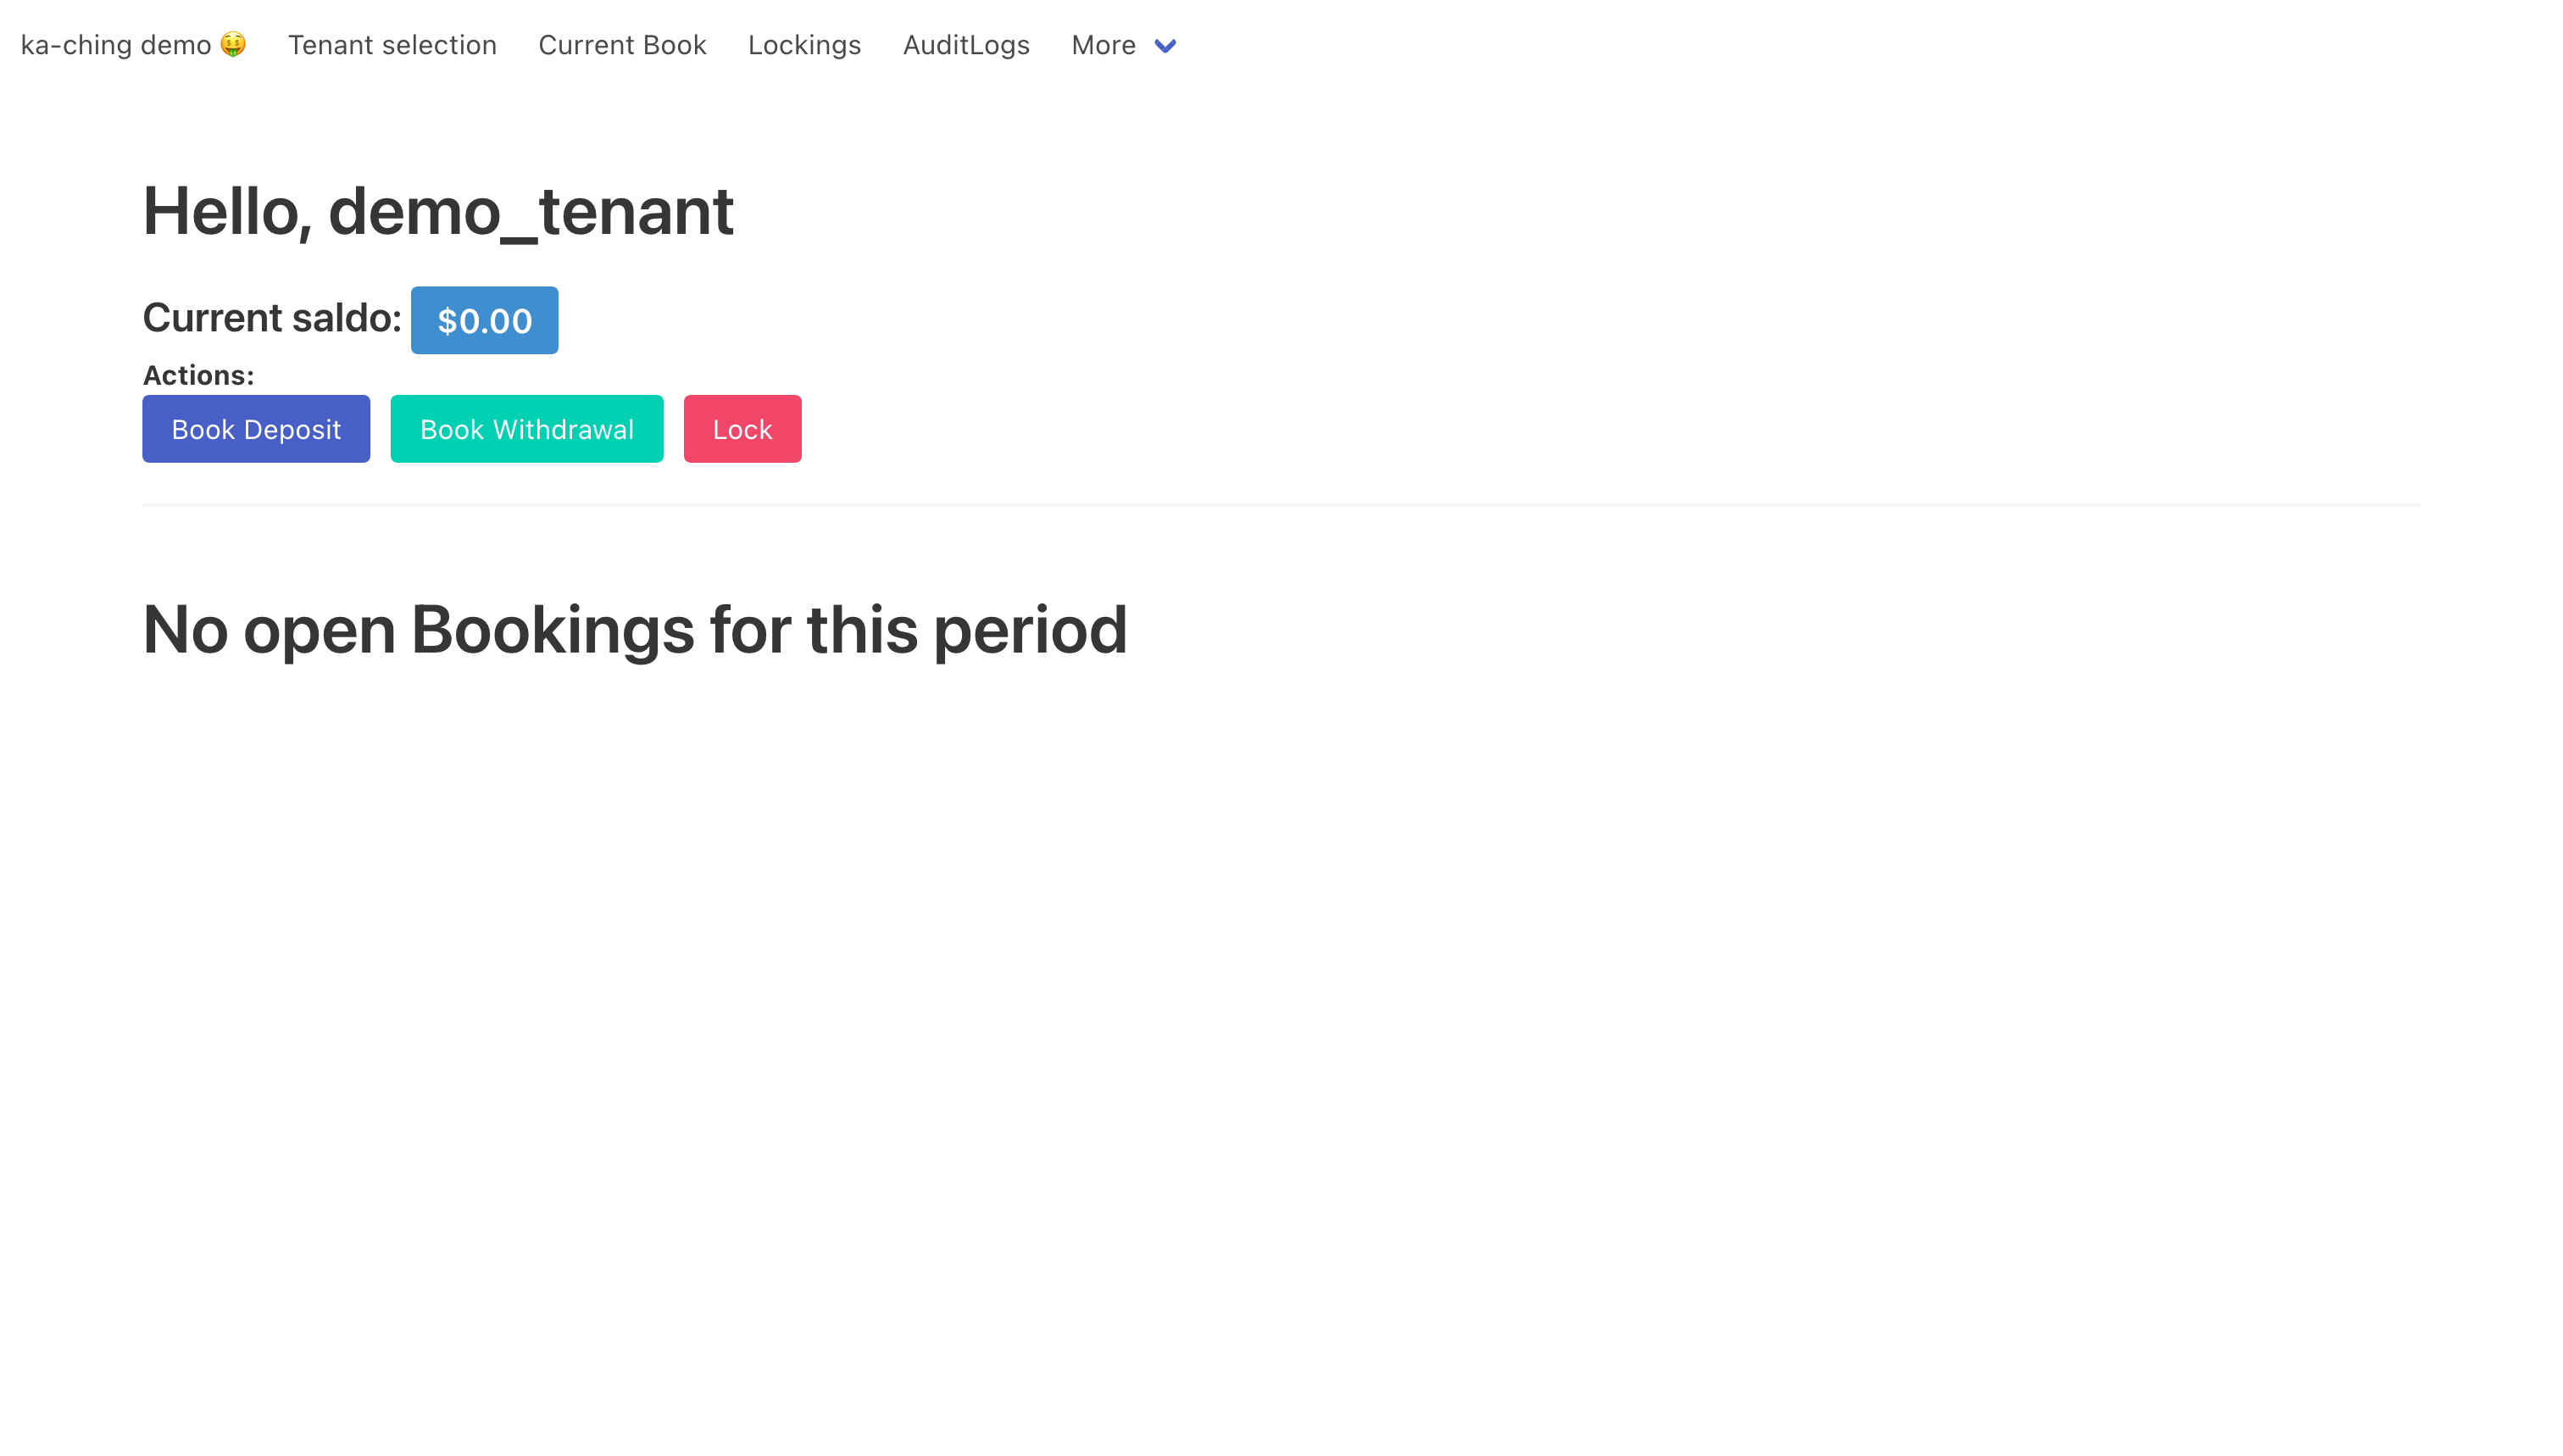 ka-ching demo 🤑 Tenant selection Current Book Lockings AuditLogs More
Hello, demo_tenant
Current saldo: $0.00
Actions:
Book Deposit Book Withdrawal Lock
No open Bookings for this period